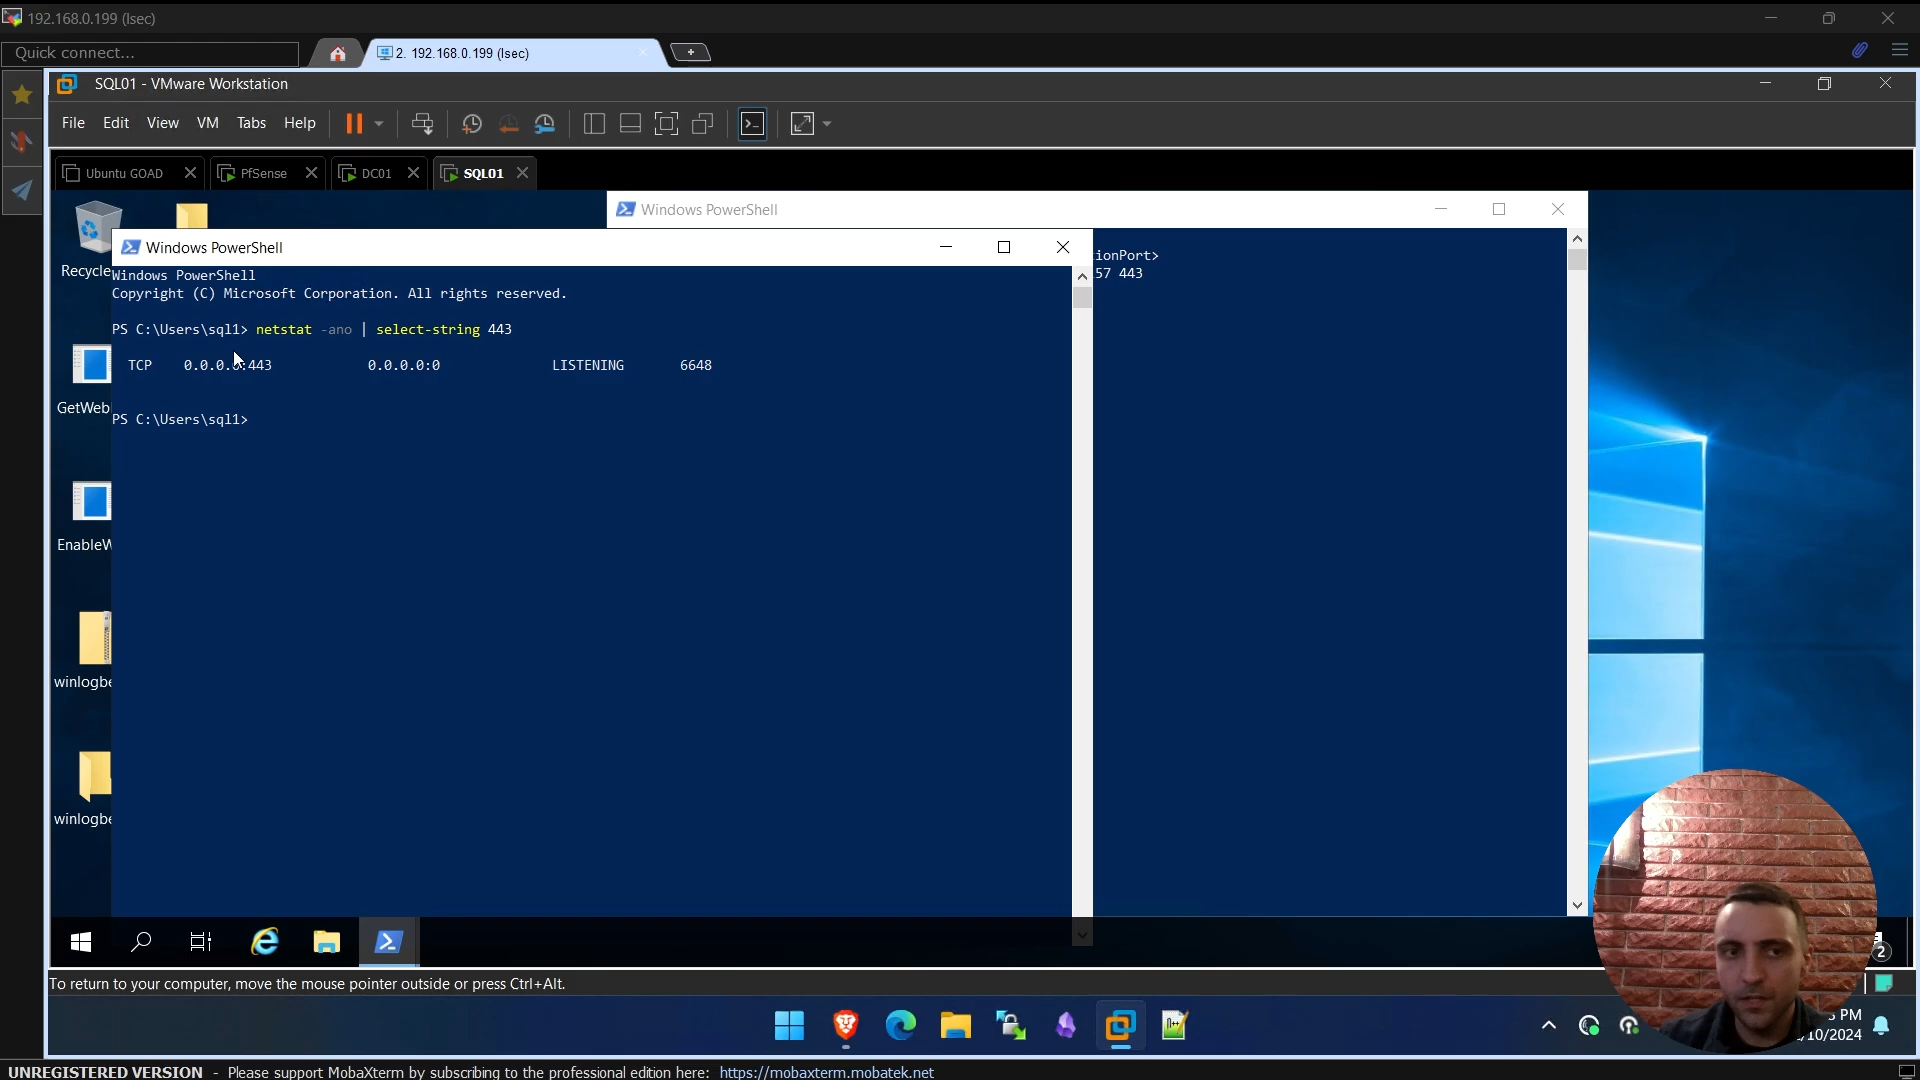 192.168.0.199 (lsec)
Quick connect...
2. 192.168.0.199 (lsec)
SQL01 - VMware Workstation
File Edit View VM Tabs Help
Ubuntu GOAD
PfSense
DC01
SQL01
Windows PowerShell
Windows PowerShell
ionPort>
57 443
Recycle
Windows PowerShell
Copyright (C) Microsoft Corporation. All rights reserved.
PS C:\Users\sql1> netstat -ano | select-string 443
TCP 0.0.0.0:443 0.0.0.0:0 LISTENING 6648
GetWeb
PS C:\Users\sql1>
EnableW
winlogbe
winlogbe
2
To return to your computer, move the mouse pointer outside or press Ctrl+Alt.
PM
/10/2024
UNREGISTERED VERSION - Please support MobaXterm by subscribing to the professional edition here: https://mobaxterm.mobatek.net